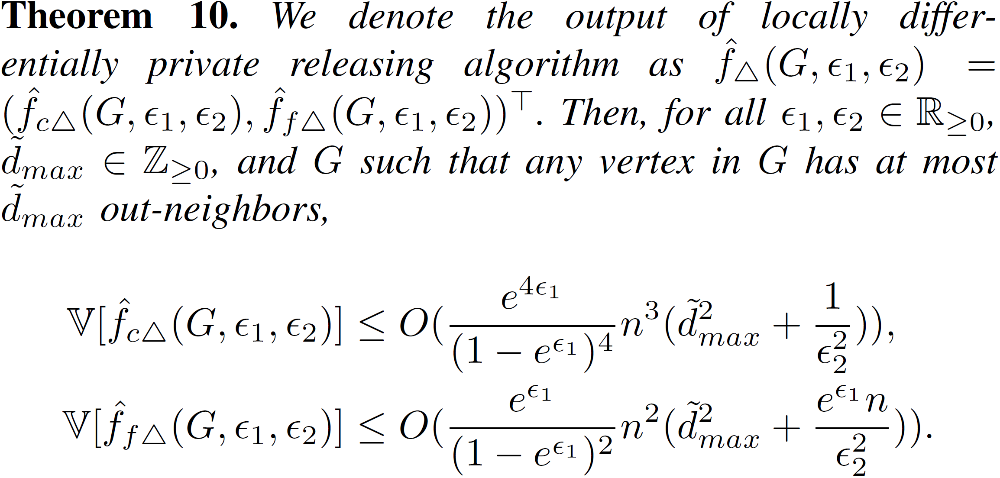 Theorem 10. We denote the output of locally differ-
entially private releasing algorithm as $\hat{f}_{\triangle}(G, \epsilon_1, \epsilon_2)$ =
$(\hat{f}_{c\triangle}(G, \epsilon_1, \epsilon_2), \hat{f}_{f\triangle}(G, \epsilon_1, \epsilon_2))^\top$. Then, for all $\epsilon_1, \epsilon_2 \in \mathbb{R}_{\geq 0}$,
$\tilde{d}_{max} \in \mathbb{Z}_{\geq 0}$, and $G$ such that any vertex in $G$ has at most
$\tilde{d}_{max}$ out-neighbors,
$\mathbb{V}[\hat{f}_{c\triangle}(G, \epsilon_1, \epsilon_2)] \leq O(\frac{e^{4\epsilon_1}}{(1 - e^{\epsilon_1})^4} n^3 (\tilde{d}_{max}^2 + \frac{1}{\epsilon_2^2})),$
$\mathbb{V}[\hat{f}_{f\triangle}(G, \epsilon_1, \epsilon_2)] \leq O(\frac{e^{\epsilon_1}}{(1 - e^{\epsilon_1})^2} n^2 (\tilde{d}_{max}^2 + \frac{e^{\epsilon_1} n}{\epsilon_2^2})).$